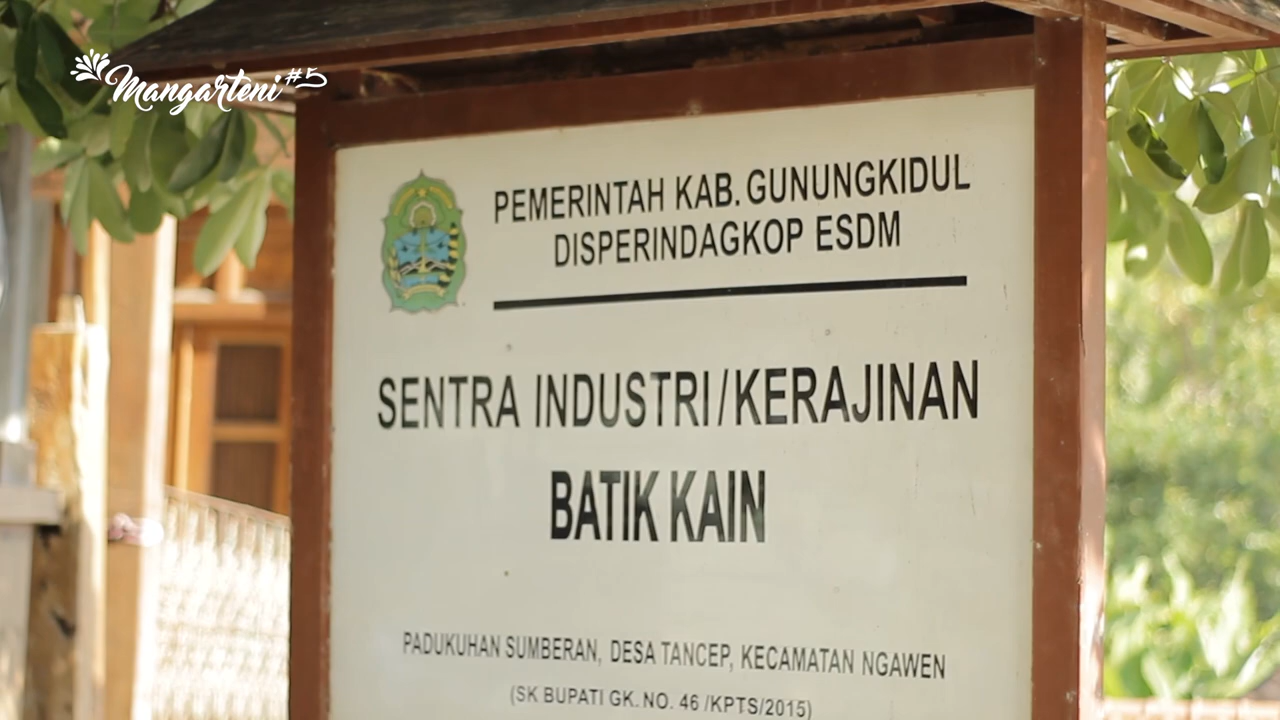 Mangarteni #5
PEMERINTAH KAB. GUNUNGKIDUL
DISPERINDAGKOP ESDM
SENTRA INDUSTRI/KERAJINAN
BATIK KAIN
PADUKUHAN SUMBERAN, DESA TANCEP, KECAMATAN NGAWEN
(SK BUPATI GK. NO. 46 /KPTS/2015)